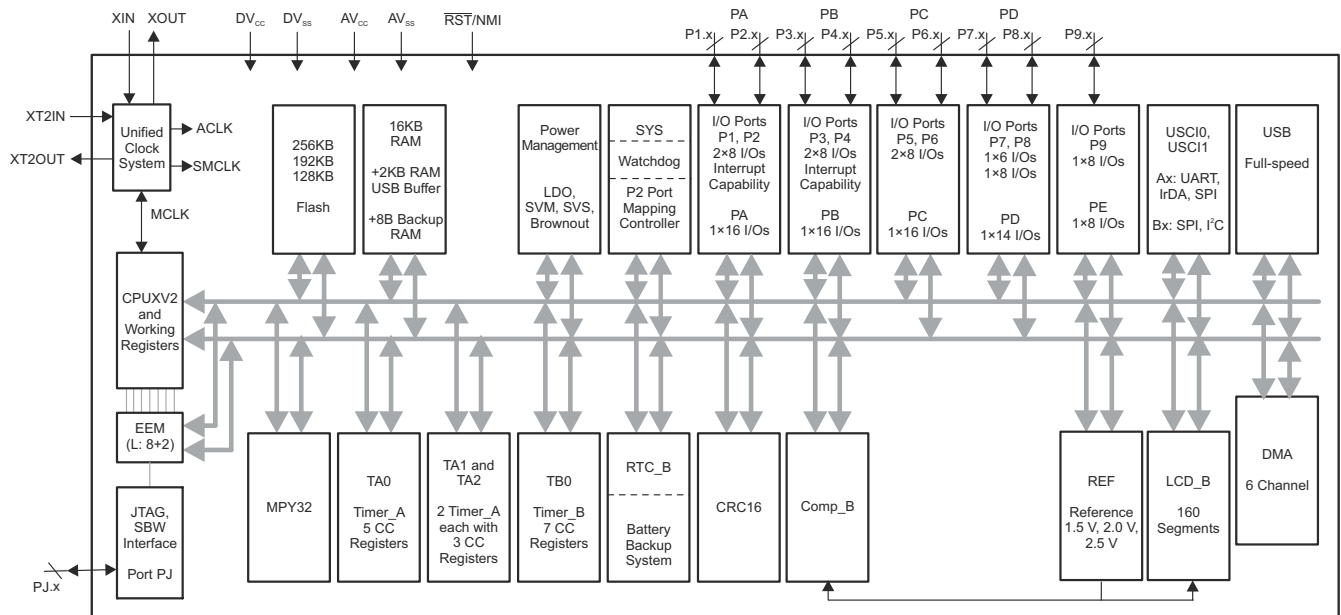 XIN XOUT DVCC DVSS AVCC AVSS RST/NMI
PA PB PC PD
P1.x P2.x P3.x P4.x P5.x P6.x P7.x P8.x P9.x
XT2IN
XT2OUT
Unified
Clock
System
ACLK
SMCLK
MCLK
256KB
192KB
128KB
Flash
16KB
RAM
+2KB RAM
USB Buffer
+8B Backup
RAM
Power
Management
LDO,
SVM, SVS,
Brownout
SYS
Watchdog
P2 Port
Mapping
Controller
I/O Ports
P1, P2
2×8 I/Os
Interrupt
Capability
PA
1×16 I/Os
I/O Ports
P3, P4
2×8 I/Os
Interrupt
Capability
PB
1×16 I/Os
I/O Ports
P5, P6
2×8 I/Os
PC
1×16 I/Os
I/O Ports
P7, P8
1×6 I/Os
1×8 I/Os
PD
1×14 I/Os
I/O Ports
P9
1×8 I/Os
PE
1×8 I/Os
USCI0,
USCI1
Ax: UART,
IrDA, SPI
Bx: SPI, I²C
USB
Full-speed
CPUXV2
and
Working
Registers
EEM
(L: 8+2)
JTAG,
SBW
Interface
Port PJ
PJ.x
MPY32
TA0
Timer_A
5 CC
Registers
TA1 and
TA2
2 Timer_A
each with
3 CC
Registers
TB0
Timer_B
7 CC
Registers
RTC_B
Battery
Backup
System
CRC16
Comp_B
REF
Reference
1.5 V, 2.0 V,
2.5 V
LCD_B
160
Segments
DMA
6 Channel